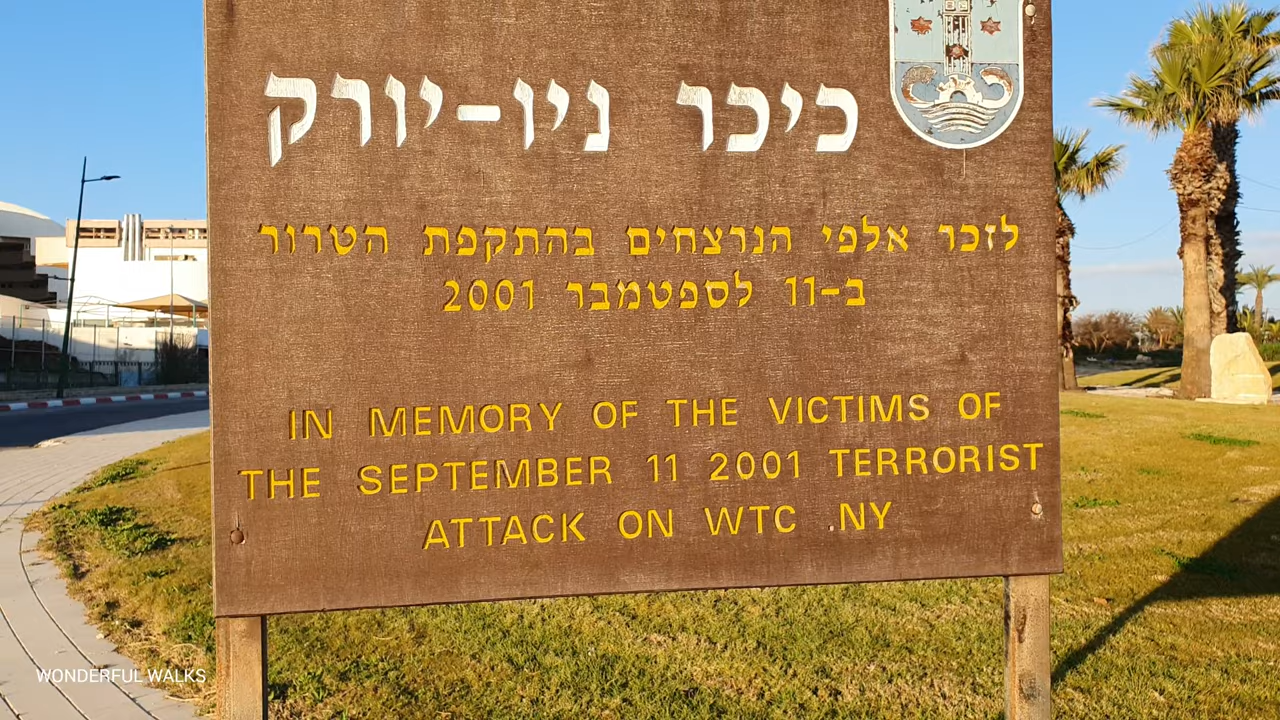 כיכר ניו-יורק
לזכר אלפי הנרצחים בהתקפת הטרור
ב-11 לספטמבר 2001
IN MEMORY OF THE VICTIMS OF
THE SEPTEMBER 11 2001 TERRORIST
ATTACK ON WTC .NY
WONDERFUL WALKS